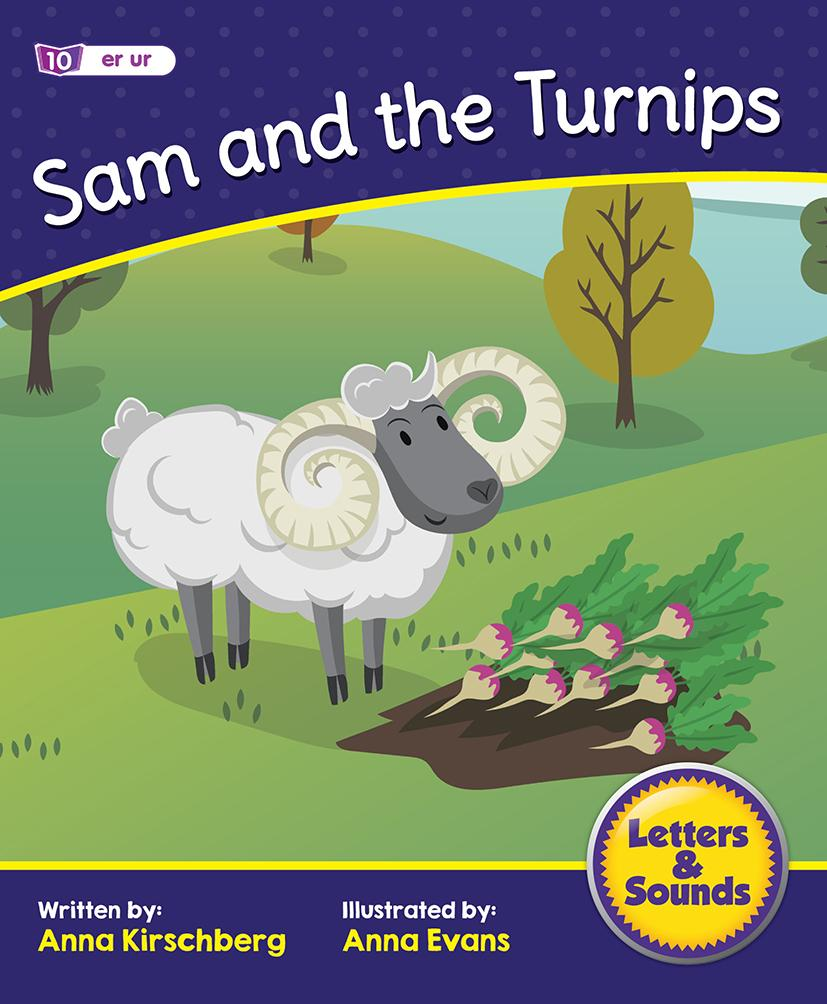 10 er ur
Sam and the Turnips
Letters
&
Sounds
Written by:
Anna Kirschberg
Illustrated by:
Anna Evans